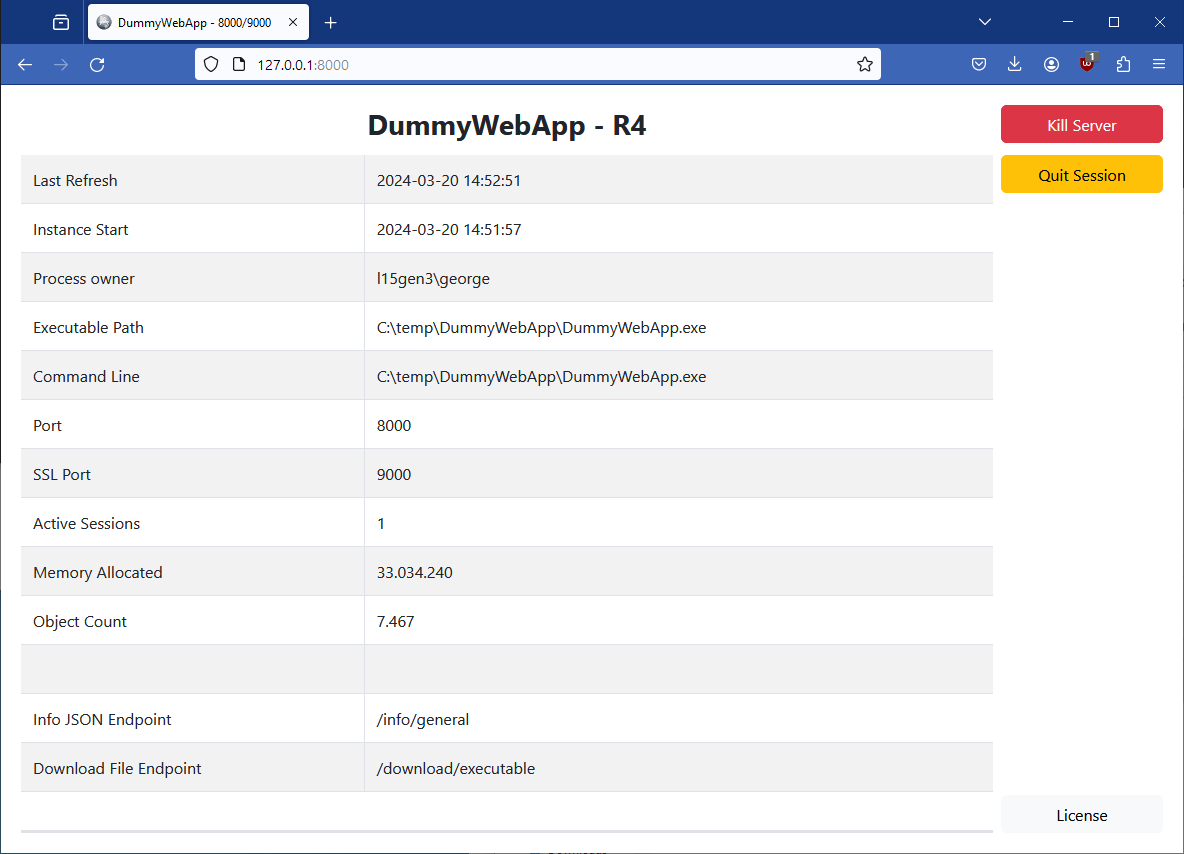 DummyWebApp - 8000/9000
127.0.0.1:8000
1
DummyWebApp - R4
Kill Server
Quit Session
Last Refresh 2024-03-20 14:52:51
Instance Start 2024-03-20 14:51:57
Process owner l15gen3\george
Executable Path C:\temp\DummyWebApp\DummyWebApp.exe
Command Line C:\temp\DummyWebApp\DummyWebApp.exe
Port 8000
SSL Port 9000
Active Sessions 1
Memory Allocated 33.034.240
Object Count 7.467
Info JSON Endpoint /info/general
Download File Endpoint /download/executable
License